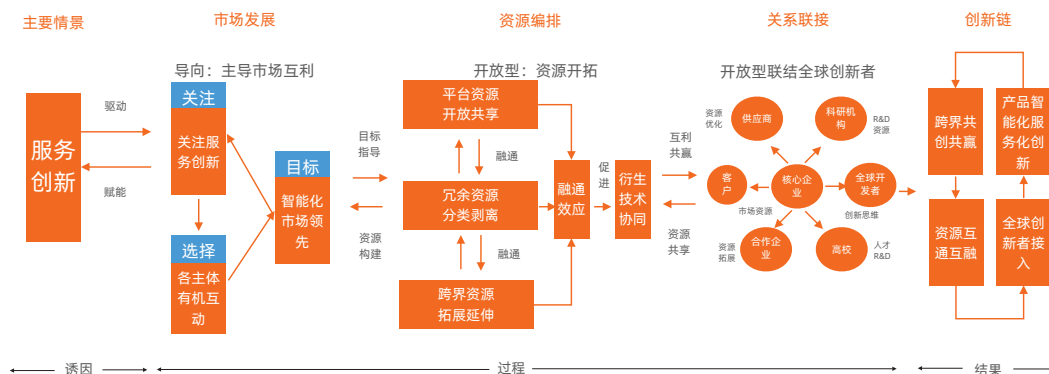 主要情景
市场发展
资源编排
关系联接
创新链
导向：主导市场互利
开放型：资源开拓
开放型联结全球创新者
服务
创新
驱动
赋能
关注
关注服
务创新
选择
各主体
有机互
动
目标
智能化
市场领
先
目标
指导
资源
构建
平台资源
开放共享
融通
冗余资源
分类剥离
融通
跨界资源
拓展延伸
融通
效应
促
进
衍生
技术
协同
互利
共赢
资源
共享
资源
优化
供应商
科研机
构
R&D
资源
客
户
核心企
业
全球开
发者
市场资源
创新思维
资源
拓展
合作企
业
高校
人才
R&D
跨界共
创共赢
产品智
能化服
务化创
新
资源互
通互融
全球创
新者接
入
诱因
过程
结果